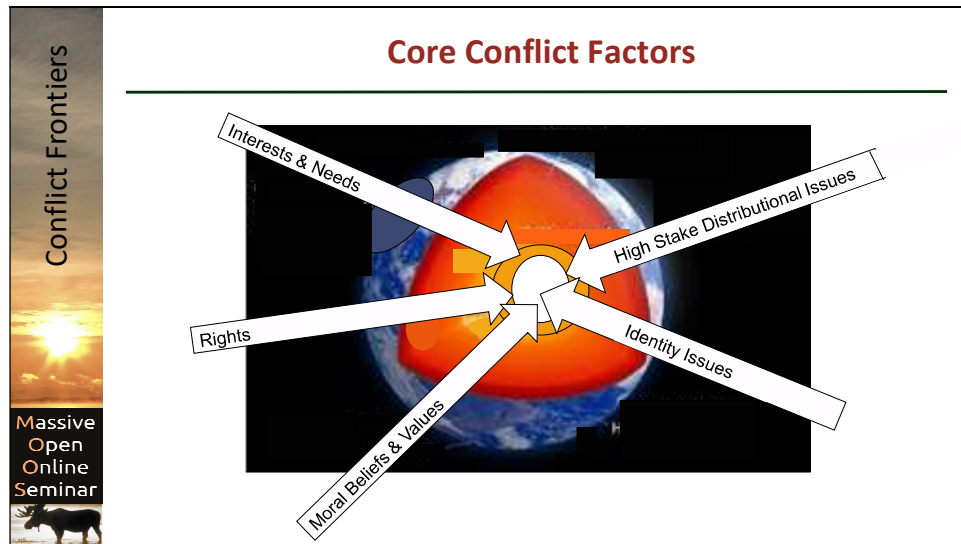 Conflict Frontiers
Core Conflict Factors
Interests & Needs
High Stake Distributional Issues
Rights
Identity Issues
Moral Beliefs & Values
Massive
Open
Online
Seminar